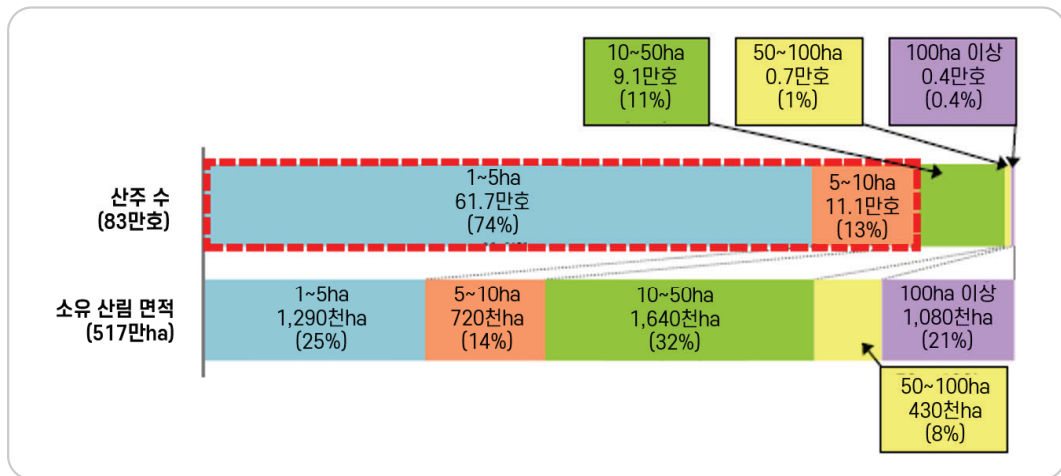 10~50ha
9.1만호
(11%)
50~100ha
0.7만호
(1%)
100ha 이상
0.4만호
(0.4%)
산주 수
(83만호)
1~5ha
61.7만호
(74%)
5~10ha
11.1만호
(13%)
소유 산림 면적
(517만ha)
1~5ha
1,290천ha
(25%)
5~10ha
720천ha
(14%)
10~50ha
1,640천ha
(32%)
100ha 이상
1,080천ha
(21%)
50~100ha
430천ha
(8%)